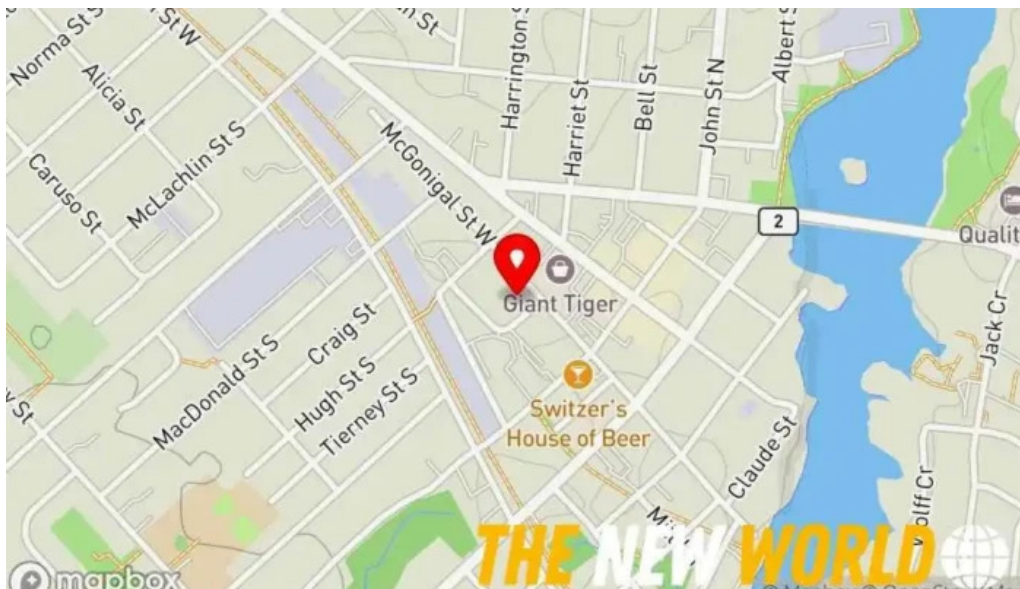 Norma St S
St W
Alicia St
McLachlin St S
Caruso St
McGonigal St W
Harrington St
Harriet St
Bell St
John St N
Albert S
2
Qualit
Giant Tiger
Jack Cr
Craig St
Hugh St S
MacDonald St S
Tierney St S
Switzer's
House of Beer
Claude St
y St
Wolff Cr
THE NEW WORLD
mapbox